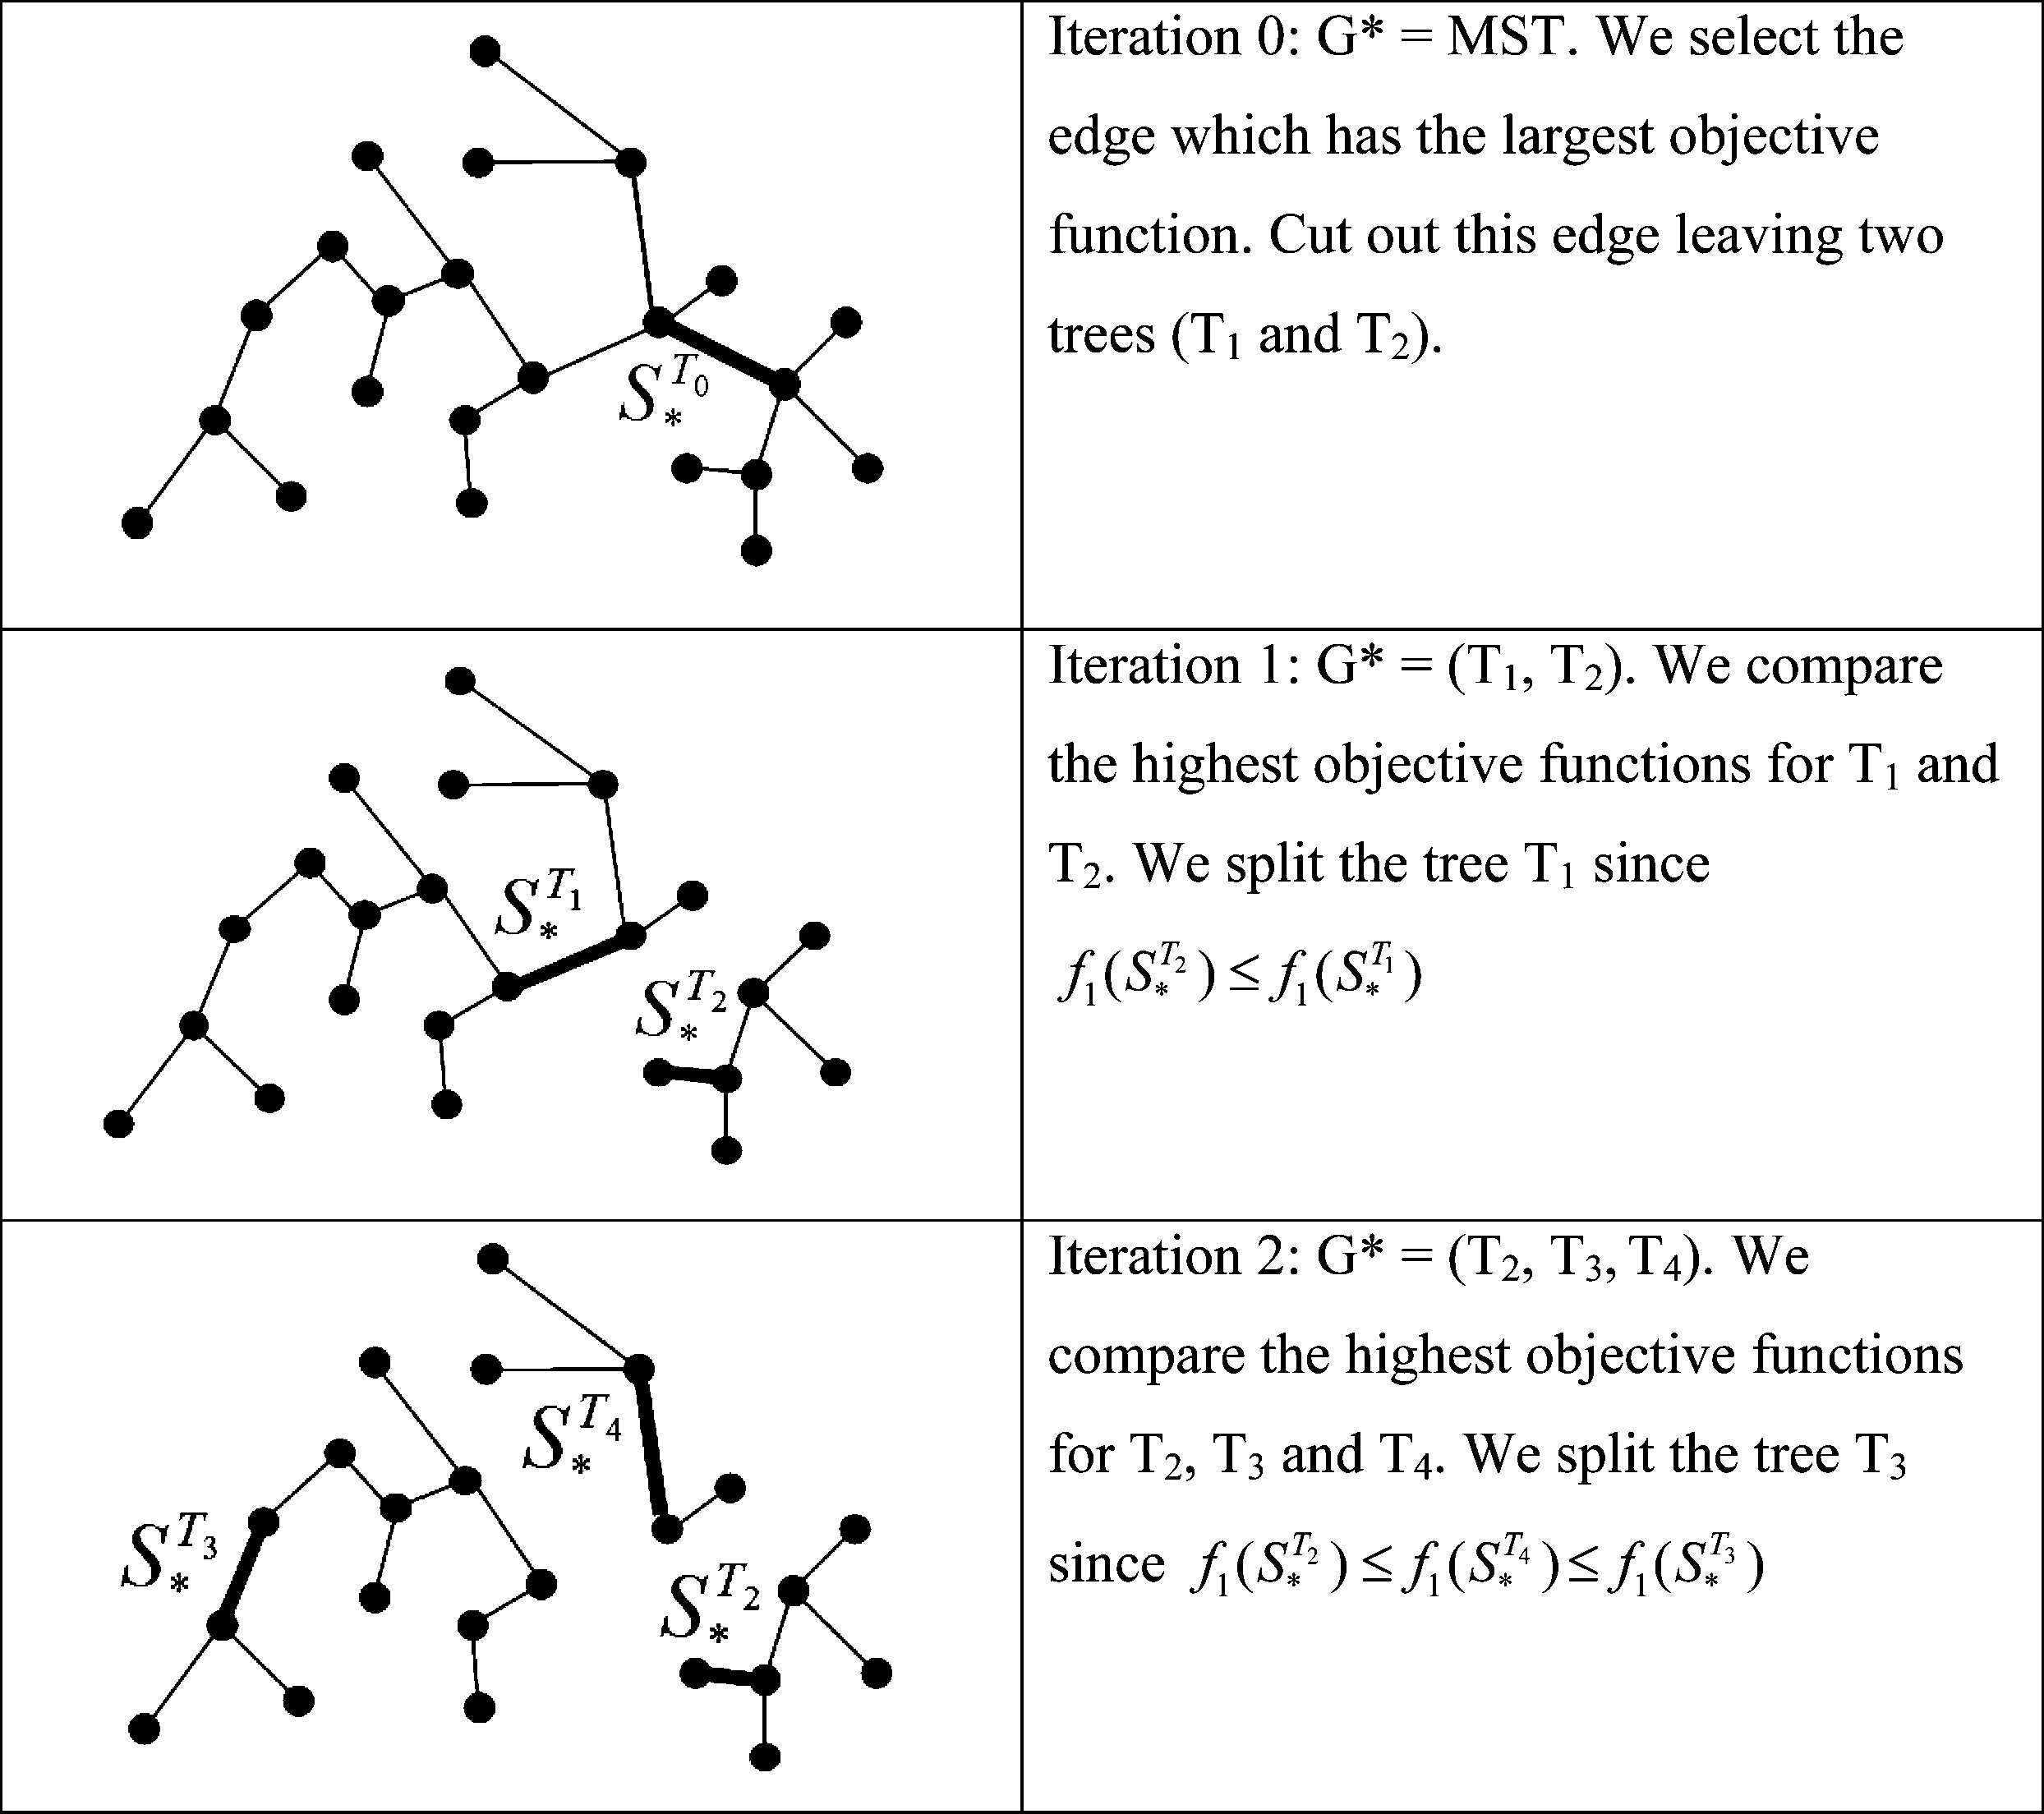 Iteration 0: G* = MST. We select the
edge which has the largest objective
function. Cut out this edge leaving two
trees (T₁ and T₂).
S*^T₀
Iteration 1: G* = (T₁, T₂). We compare
the highest objective functions for T₁ and
T₂. We split the tree T₁ since
f₁(S*^T₂) ≤ f₁(S*^T₁)
S*^T₁
S*^T₂
Iteration 2: G* = (T₂, T₃, T₄). We
compare the highest objective functions
for T₂, T₃ and T₄. We split the tree T₃
since f₁(S*^T₂) ≤ f₁(S*^T₄) ≤ f₁(S*^T₃)
S*^T₄
S*^T₃
S*^T₂